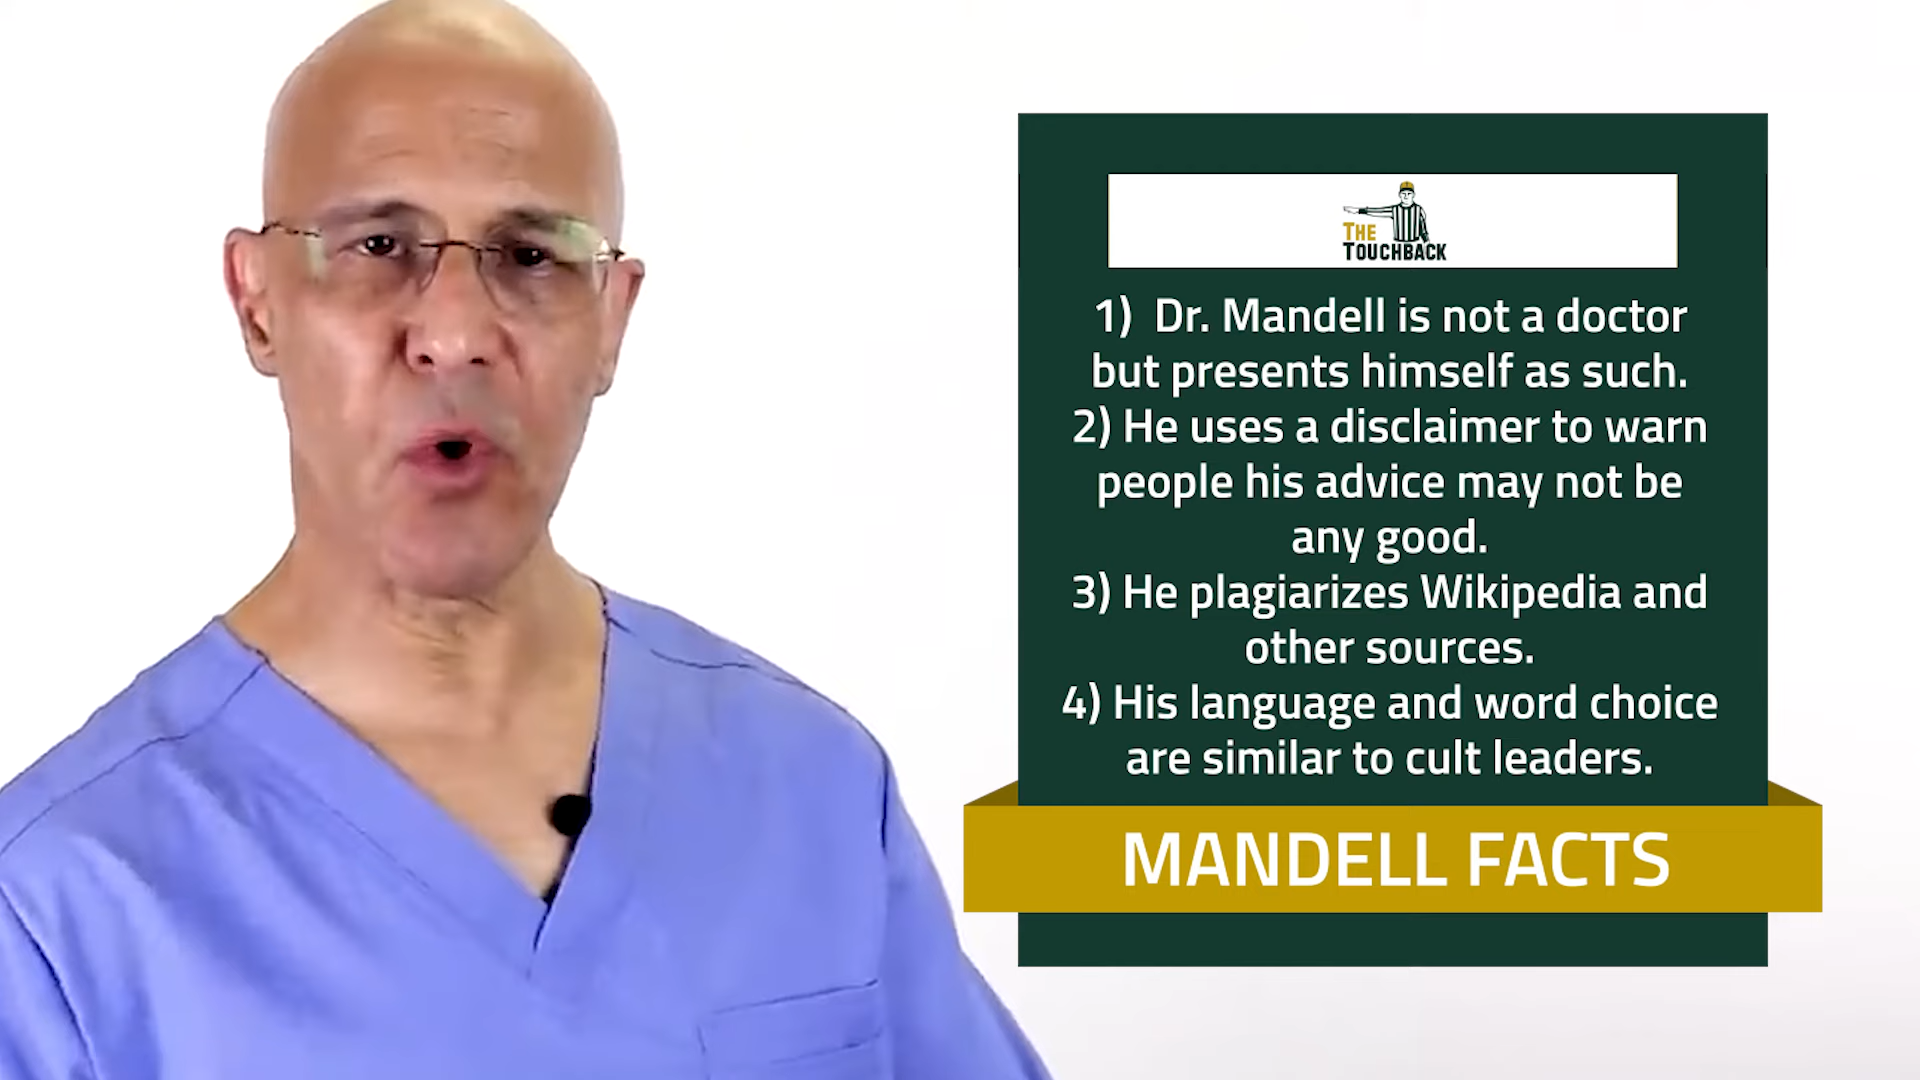 THE
TOUCHBACK
1) Dr. Mandell is not a doctor
but presents himself as such.
2) He uses a disclaimer to warn
people his advice may not be
any good.
3) He plagiarizes Wikipedia and
other sources.
4) His language and word choice
are similar to cult leaders.
MANDELL FACTS